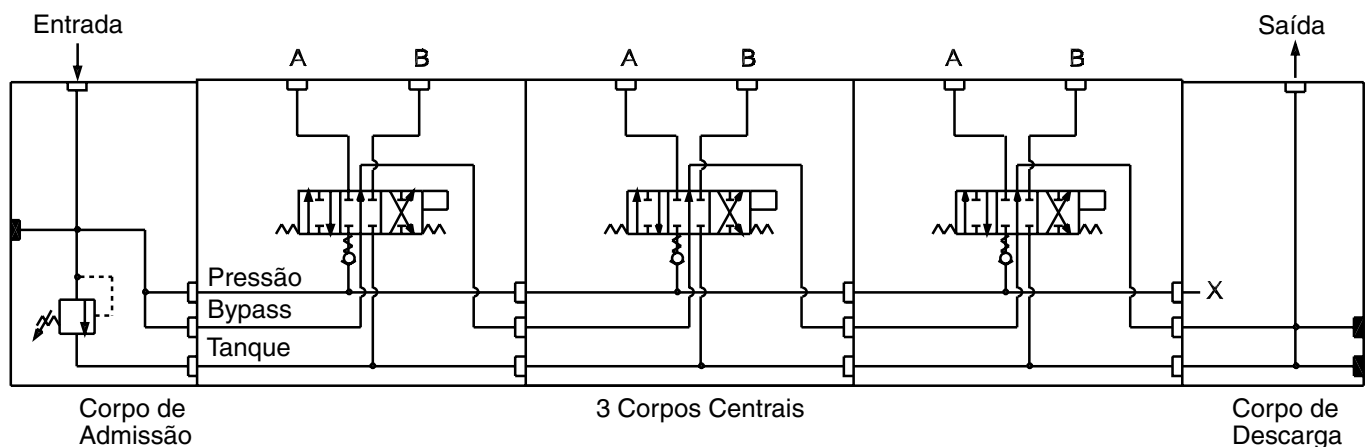 Entrada
Saída
A B A B A B
Pressão
X
Bypass
Tanque
Corpo de
Admissão
3 Corpos Centrais
Corpo de
Descarga